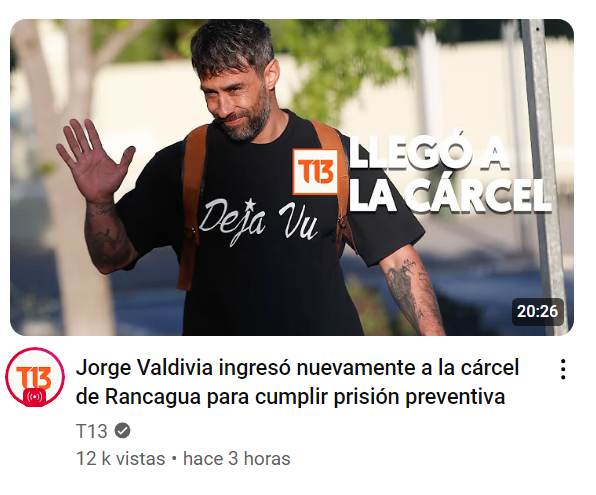 Deja Vu
T13
LLEGÓ A
LA CÁRCEL
20:26
T13
Jorge Valdivia ingresó nuevamente a la cárcel
de Rancagua para cumplir prisión preventiva
T13
12 k vistas • hace 3 horas